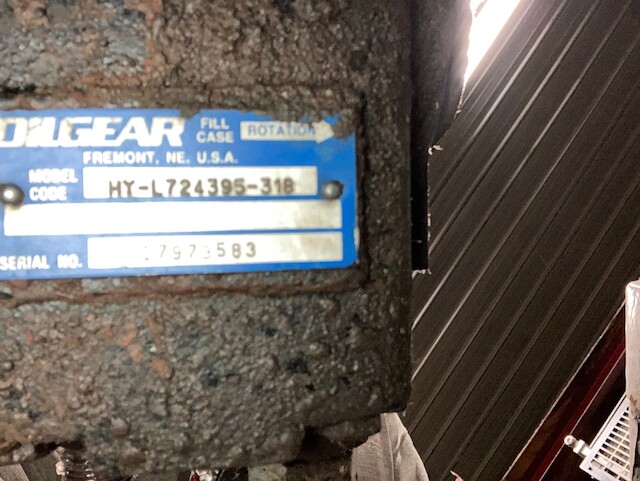 OILGEAR
FILL CASE
ROTATION
FREMONT, NE. U.S.A.
MODEL CODE HY-L724395-318
SERIAL NO.